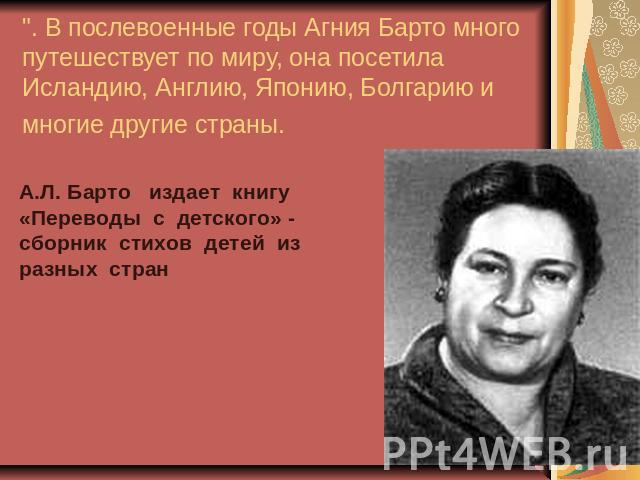 ". В послевоенные годы Агния Барто много
путешествует по миру, она посетила
Исландию, Англию, Японию, Болгарию и
многие другие страны.
А.Л. Барто издает книгу
«Переводы с детского» -
сборник стихов детей из
разных стран
PPt4WEB.ru